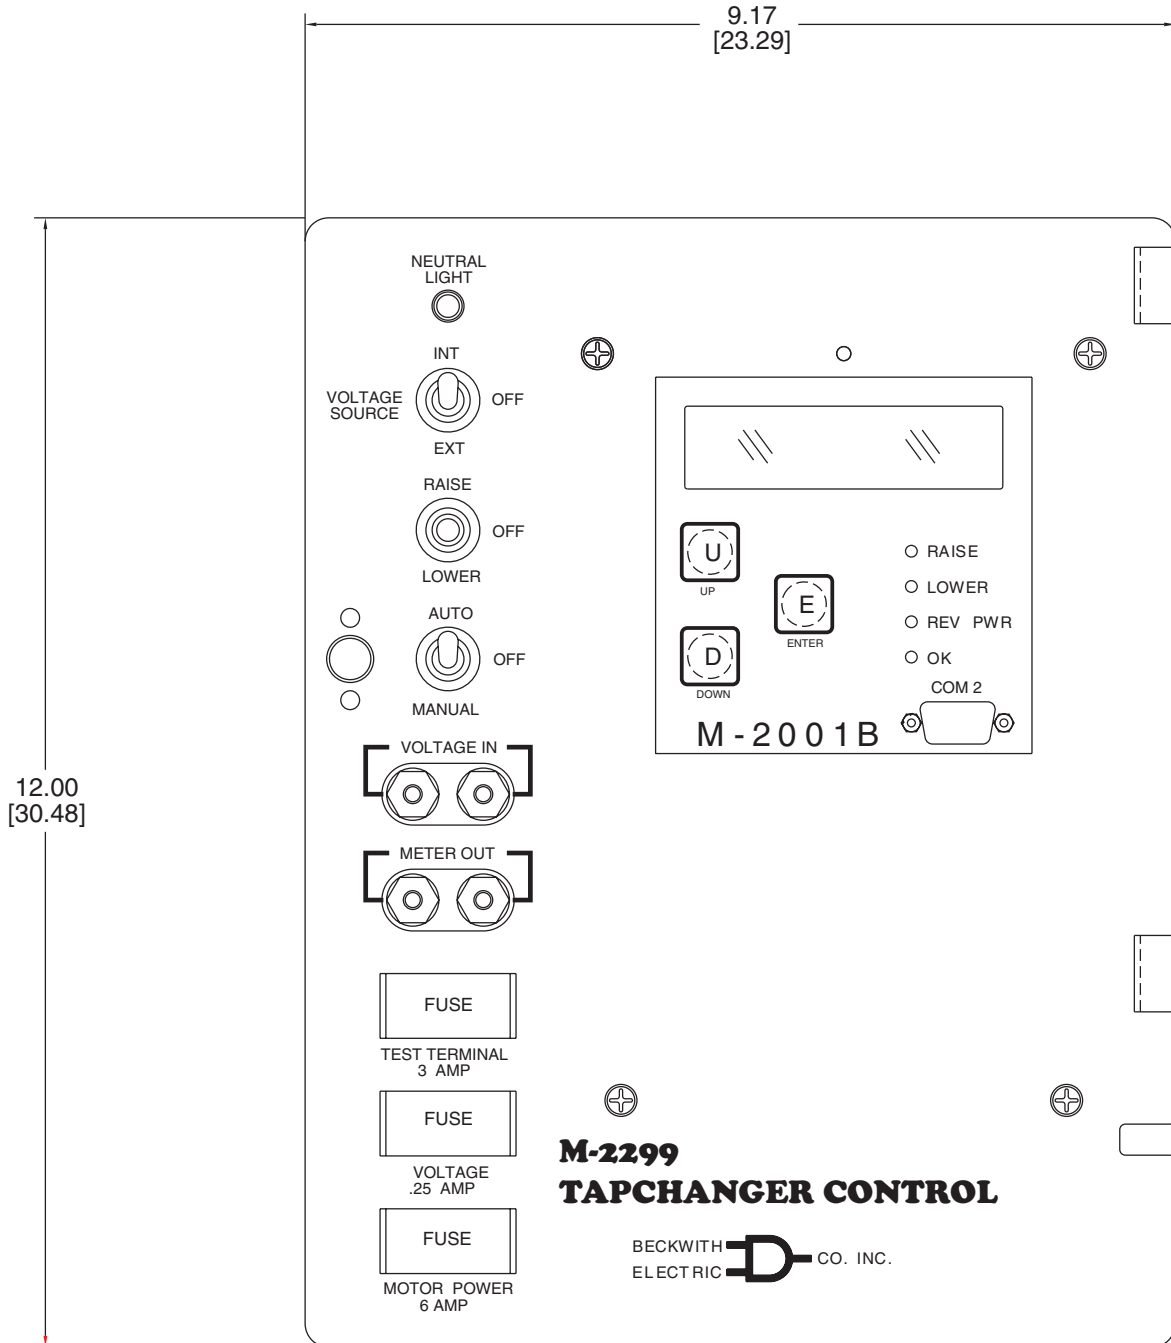 9.17
[23.29]
12.00
[30.48]
NEUTRAL
LIGHT
INT
VOLTAGE
SOURCE
OFF
EXT
RAISE
OFF
LOWER
AUTO
OFF
MANUAL
VOLTAGE IN
METER OUT
FUSE
TEST TERMINAL
3 AMP
FUSE
VOLTAGE
.25 AMP
FUSE
MOTOR POWER
6 AMP
U
UP
E
ENTER
D
DOWN
RAISE
LOWER
REV PWR
OK
COM 2
M-2001B
M-2299
TAPCHANGER CONTROL
BECKWITH
ELECTRIC
CO. INC.